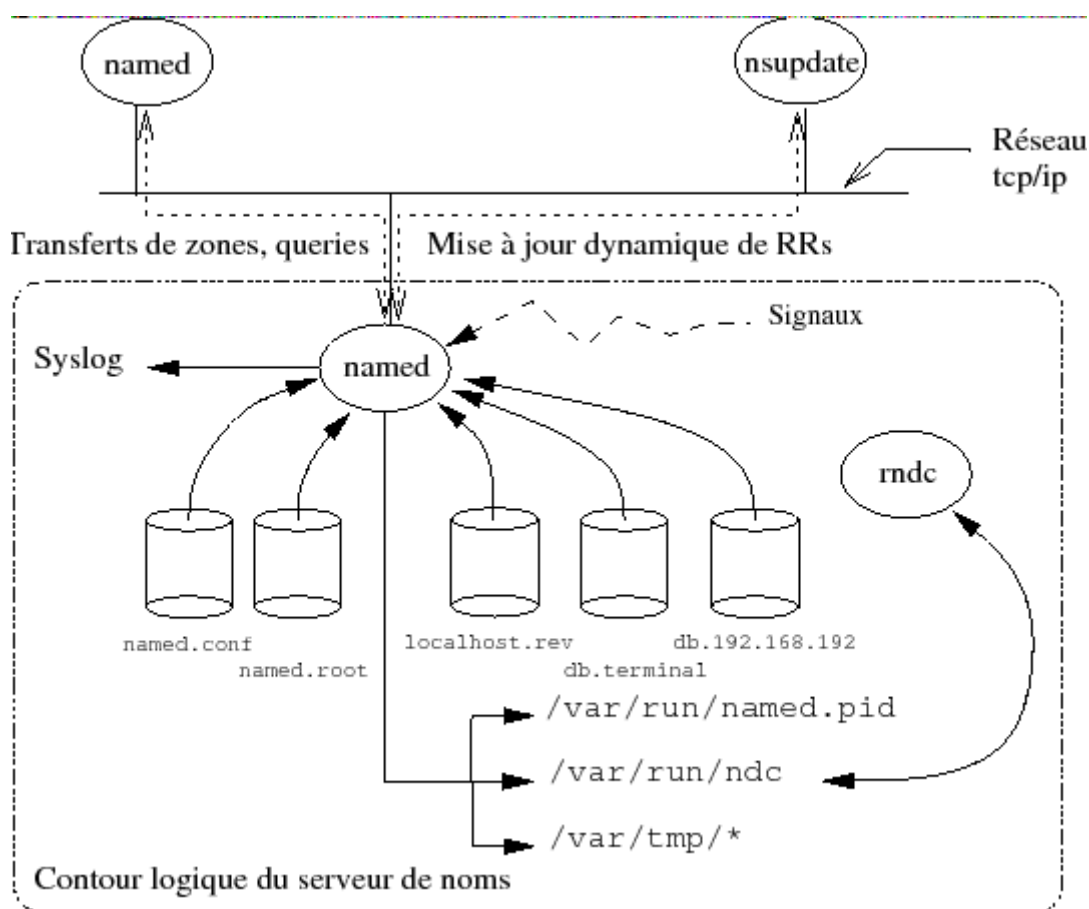 named
nsupdate
Réseau
tcp/ip
Transferts de zones, queries
Mise à jour dynamique de RRs
Signaux
Syslog
named
rndc
named.conf
named.root
localhost.rev
db.terminal
db.192.168.192
/var/run/named.pid
/var/run/ndc
/var/tmp/*
Contour logique du serveur de noms